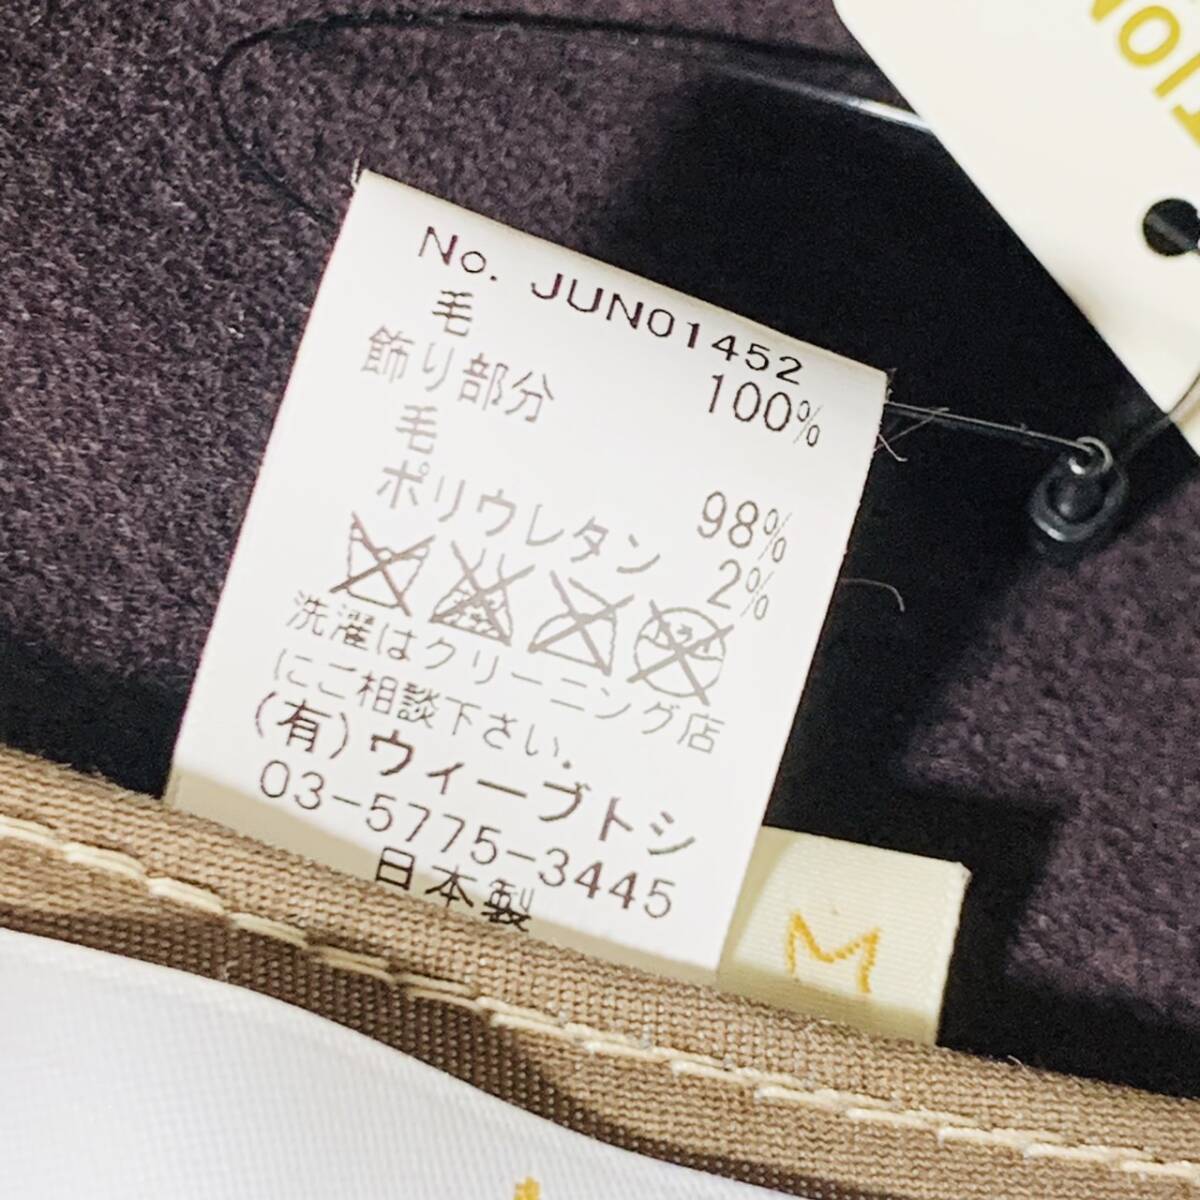 No. JUN01452
毛 100%
飾り部分
毛 98%
ポリウレタン 2%
洗濯はクリーニング店
にご相談下さい.
(有)ウィーブトシ
03-5775-3445
日本製
M